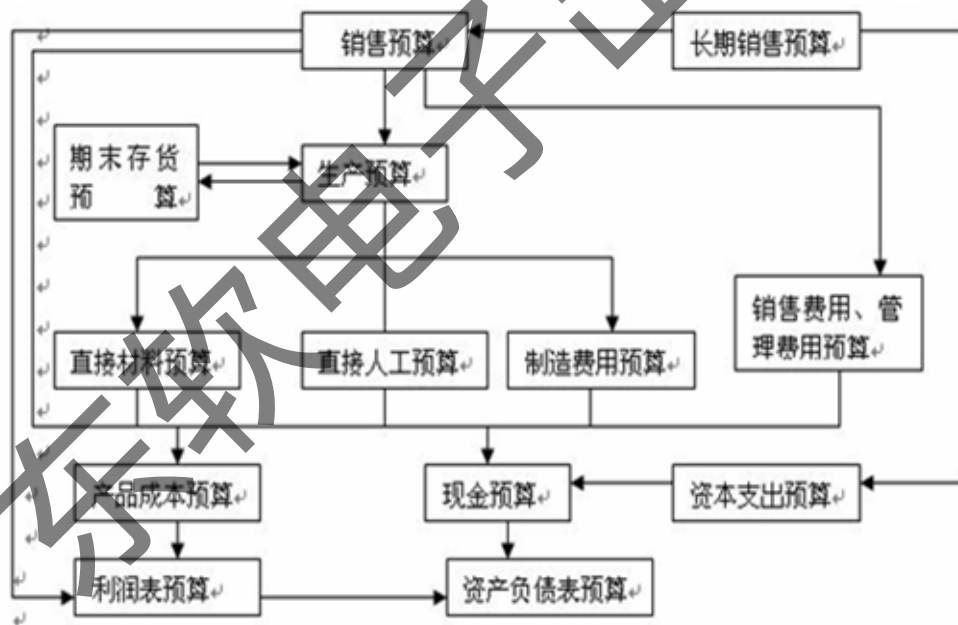 销售预算
长期销售预算
期末存货
预 算
生产预算
销售费用、管
理费用预算
直接材料预算
直接人工预算
制造费用预算
产品成本预算
现金预算
资本支出预算
利润表预算
资产负债表预算
东软电子